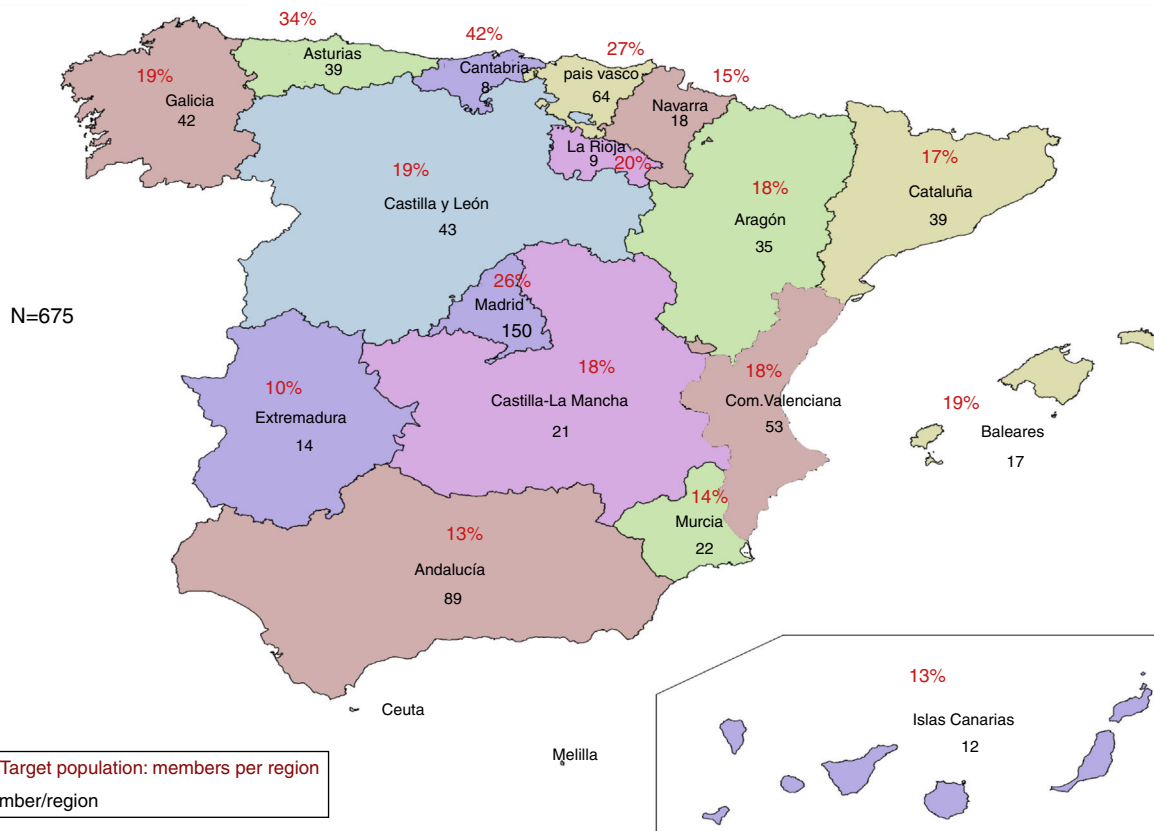 34%
Asturias
39
42%
Cantabria
8
27%
pais vasco
64
15%
Navarra
18
19%
Galicia
42
La Rioja
9
20%
19%
Castilla y León
43
18%
Aragón
35
17%
Cataluña
39
N=675
26%
Madrid
150
10%
Extremadura
14
18%
Castilla-La Mancha
21
18%
Com.Valenciana
53
19%
Baleares
17
14%
Murcia
22
13%
Andalucía
89
Ceuta
Melilla
13%
Islas Canarias
12
Target population: members per region
mber/region